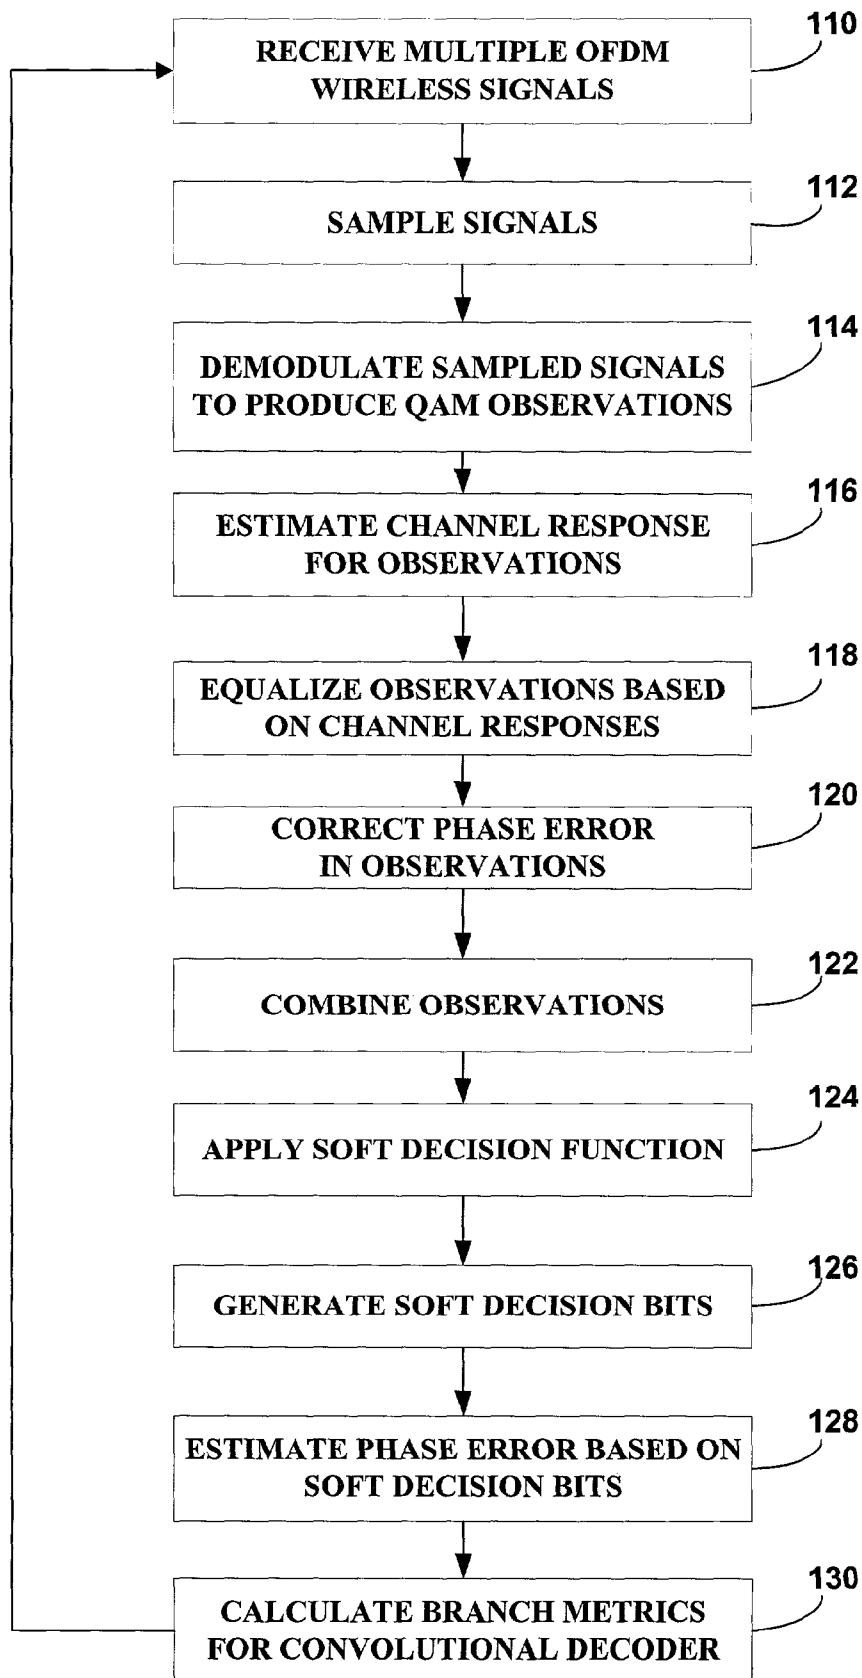 110
RECEIVE MULTIPLE OFDM
WIRELESS SIGNALS
112
SAMPLE SIGNALS
114
DEMODULATE SAMPLED SIGNALS
TO PRODUCE QAM OBSERVATIONS
116
ESTIMATE CHANNEL RESPONSE
FOR OBSERVATIONS
118
EQUALIZE OBSERVATIONS BASED
ON CHANNEL RESPONSES
120
CORRECT PHASE ERROR
IN OBSERVATIONS
122
COMBINE OBSERVATIONS
124
APPLY SOFT DECISION FUNCTION
126
GENERATE SOFT DECISION BITS
128
ESTIMATE PHASE ERROR BASED ON
SOFT DECISION BITS
130
CALCULATE BRANCH METRICS
FOR CONVOLUTIONAL DECODER